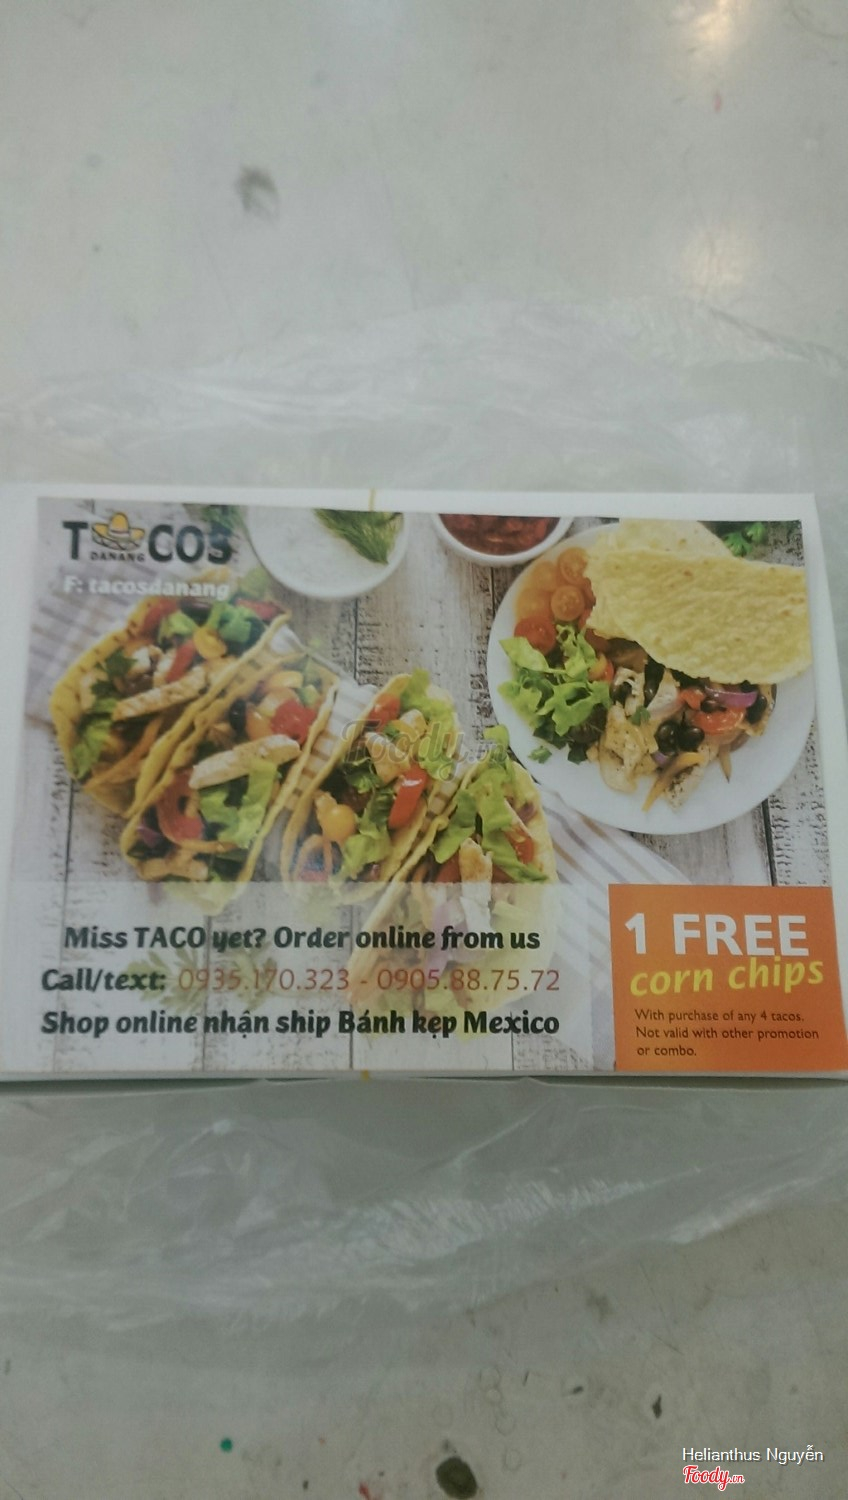 TACOS
DANANG
F: tacosdanang
Foody.vn
Miss TACO yet? Order online from us
Call/text: 0935.170.323 - 0905.88.75.72
Shop online nhận ship Bánh kẹp Mexico
1 FREE
corn chips
With purchase of any 4 tacos.
Not valid with other promotion
or combo.
Helianthus Nguyễn
Foody.vn